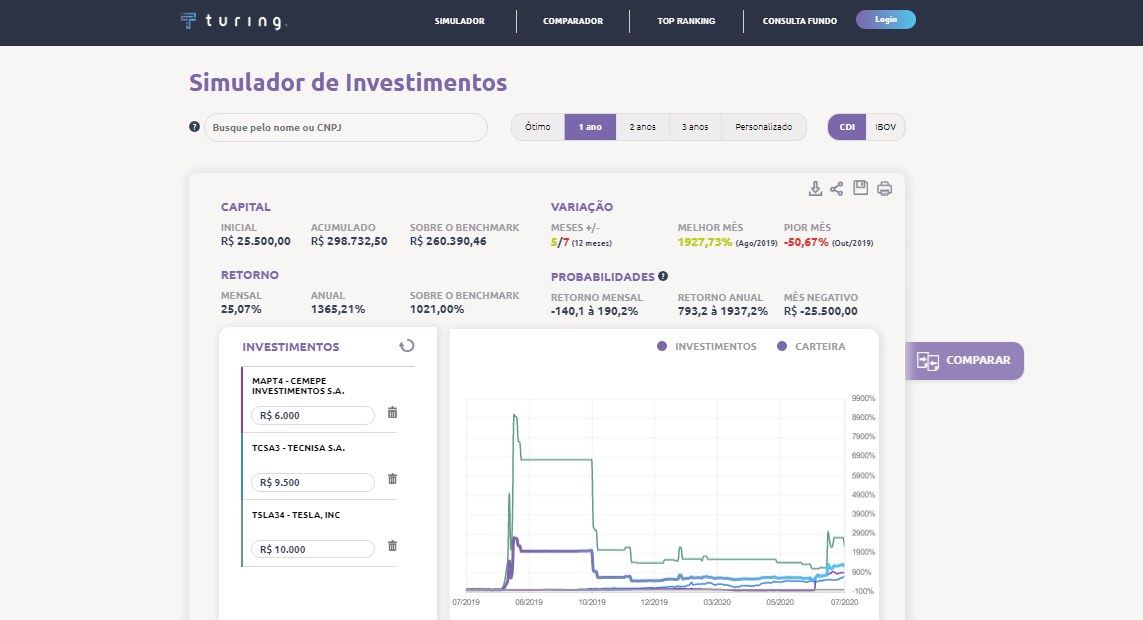 turing.
SIMULADOR
COMPARADOR
TOP RANKING
CONSULTA FUNDO
Login
Simulador de Investimentos
?
Busque pelo nome ou CNPJ
Ótimo
1 ano
2 anos
3 anos
Personalizado
CDI
IBOV
CAPITAL
INICIAL
R$ 25.500,00
ACUMULADO
R$ 298.732,50
SOBRE O BENCHMARK
R$ 260.390,46
VARIAÇÃO
MESES +/-
5/7 (12 meses)
MELHOR MÊS
1927,73% (Ago/2019)
PIOR MÊS
-50,67% (Out/2019)
RETORNO
MENSAL
25,07%
ANUAL
1365,21%
SOBRE O BENCHMARK
1021,00%
PROBABILIDADES ?
RETORNO MENSAL
-140,1 à 190,2%
RETORNO ANUAL
793,2 à 1937,2%
MÊS NEGATIVO
R$ -25.500,00
INVESTIMENTOS
MAPT4 - CEMEPE
INVESTIMENTOS S.A.
R$ 6.000
TCSA3 - TECNISA S.A.
R$ 9.500
TSLA34 - TESLA, INC
R$ 10.000
INVESTIMENTOS
CARTEIRA
9900%
8900%
7900%
6900%
5900%
4900%
3900%
2900%
1900%
900%
-100%
07/2019
08/2019
10/2019
12/2019
03/2020
05/2020
07/2020
COMPARAR